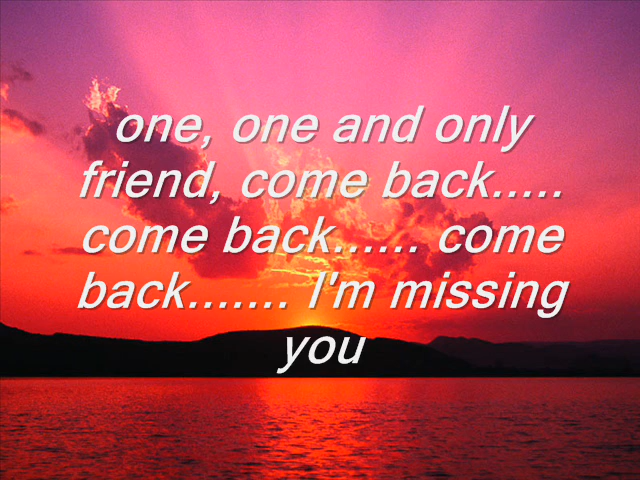 one, one and only
friend, come back.....
come back...... come
back....... I'm missing
you